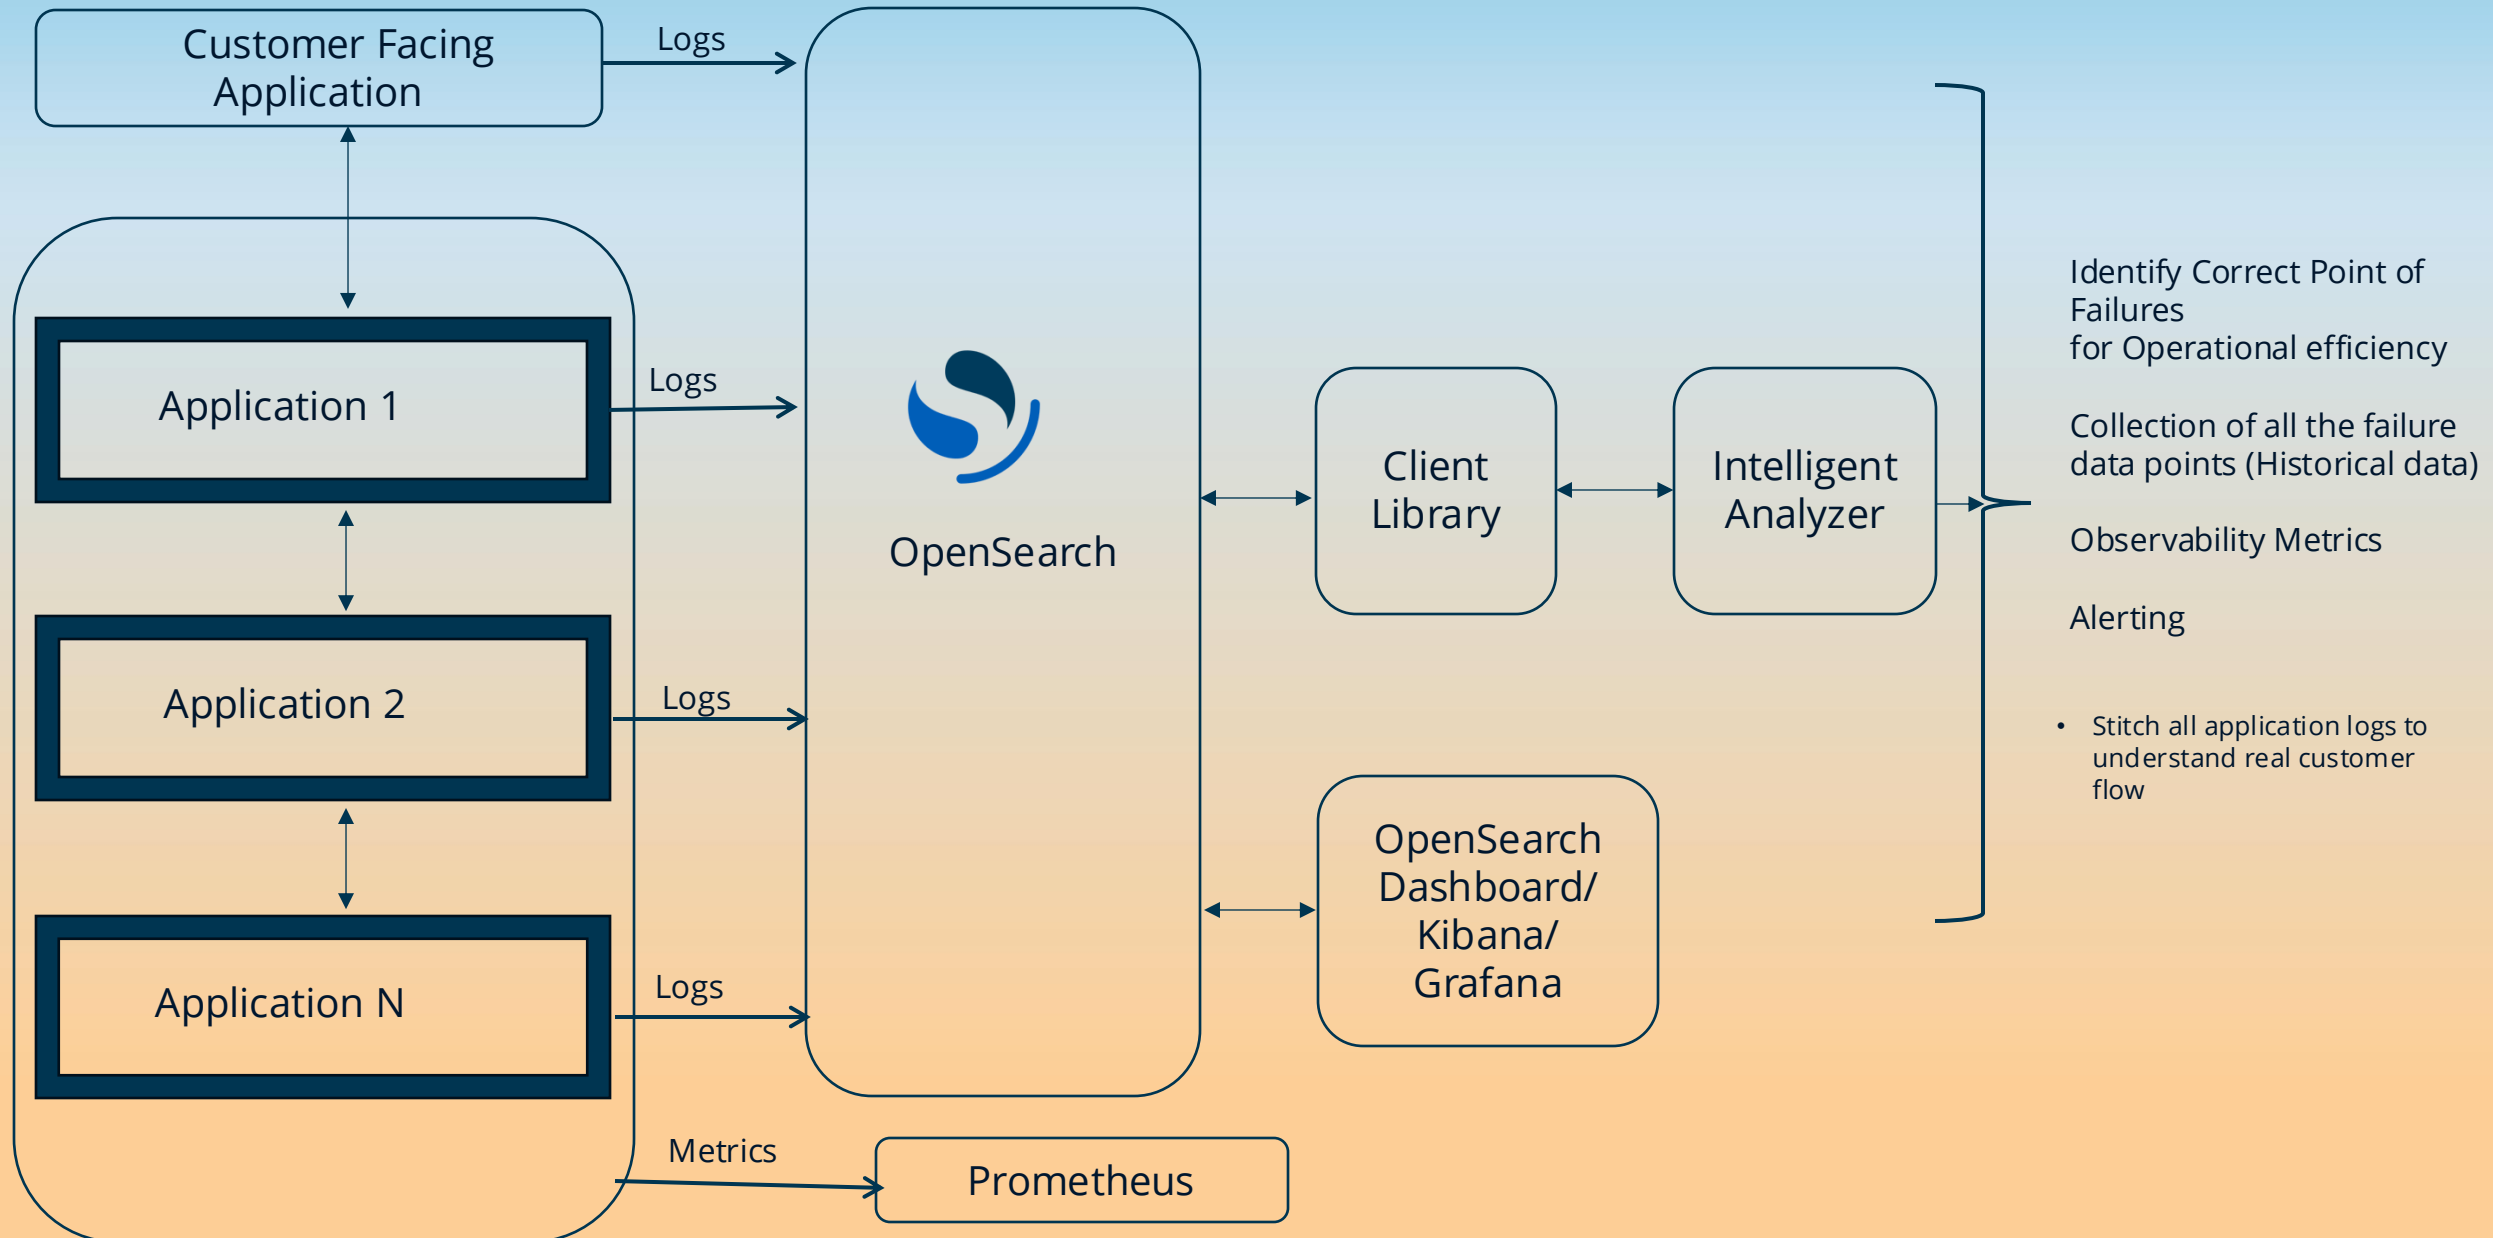 Customer Facing
Application
Logs
Application 1
Logs
Application 2
Logs
Application N
Logs
Metrics
OpenSearch
Prometheus
Client
Library
Intelligent
Analyzer
OpenSearch
Dashboard/
Kibana/
Grafana
Identify Correct Point of
Failures
for Operational efficiency
Collection of all the failure
data points (Historical data)
Observability Metrics
Alerting
• Stitch all application logs to
understand real customer
flow